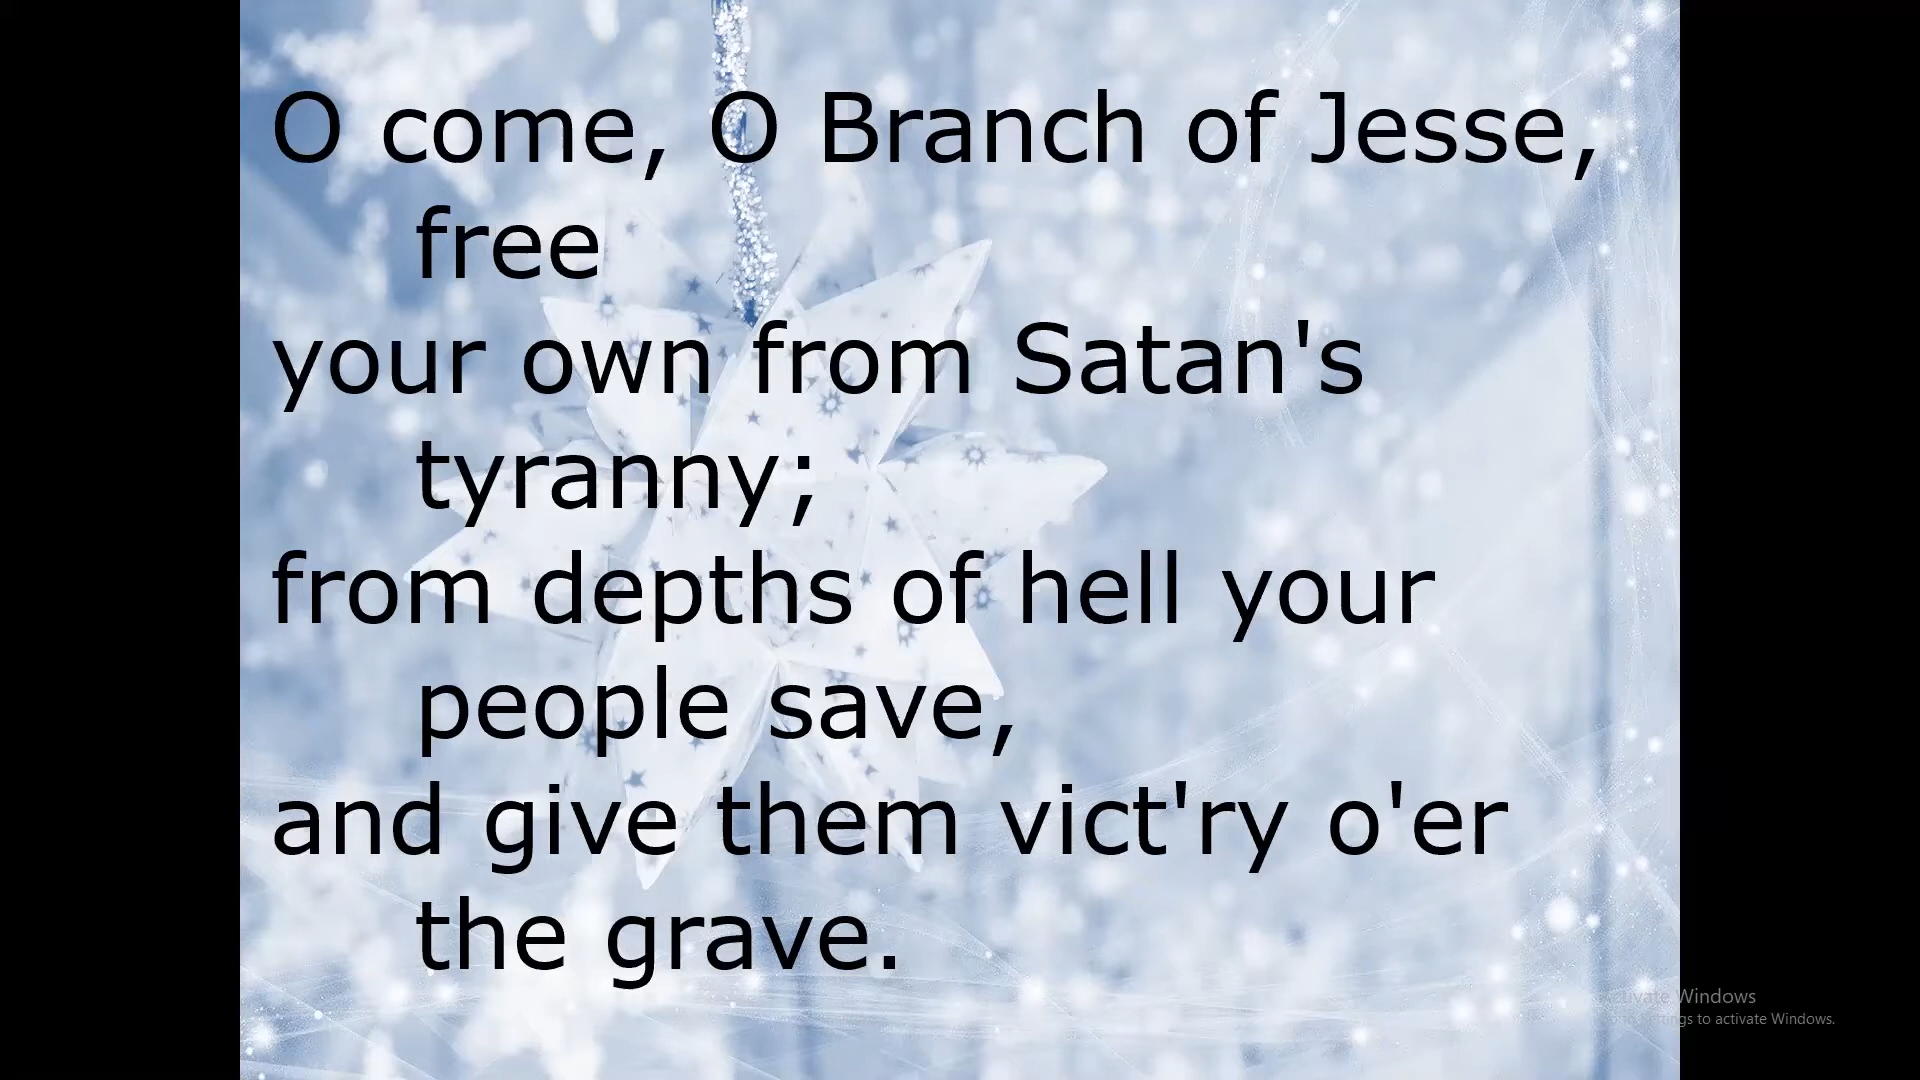 O come, O Branch of Jesse,
free
your own from Satan's
tyranny;
from depths of hell your
people save,
and give them vict'ry o'er
the grave.
Windows
to activate Windows.